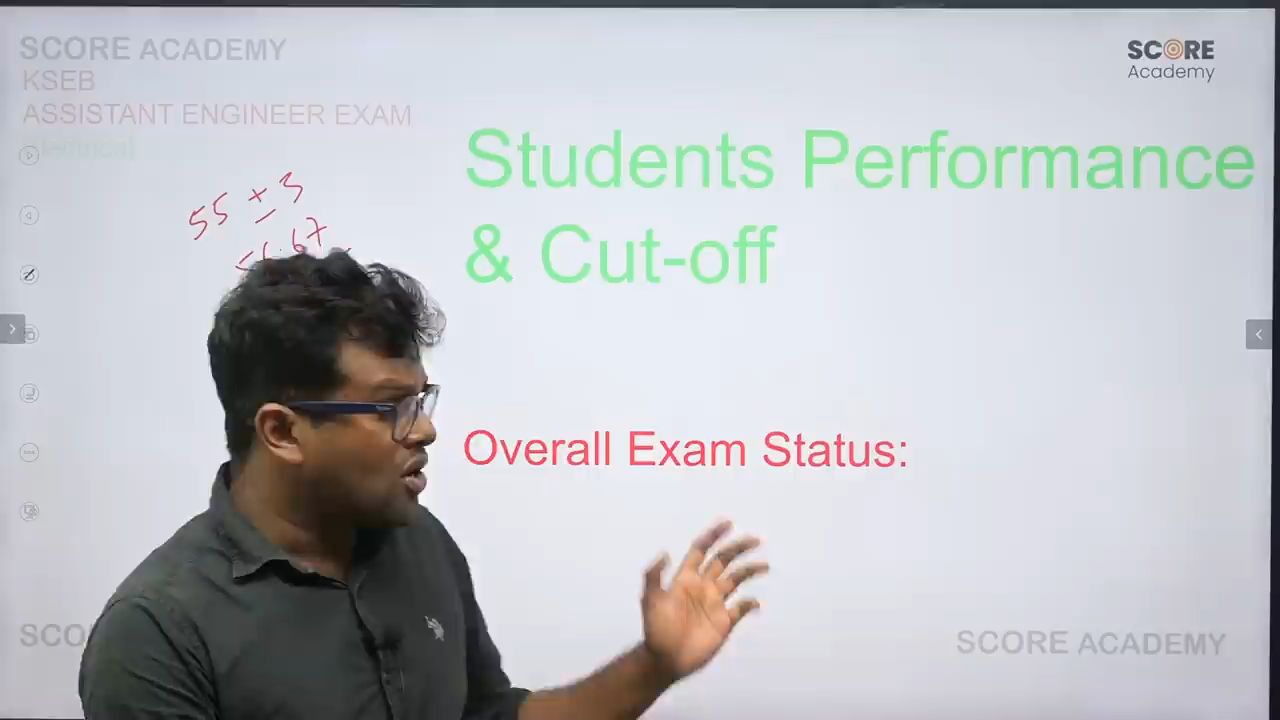 SCORE ACADEMY
KSEB
ASSISTANT ENGINEER EXAM
SCORE
Academy
Students Performance
& Cut-off
55 ± 3
Overall Exam Status:
SCORE ACADEMY